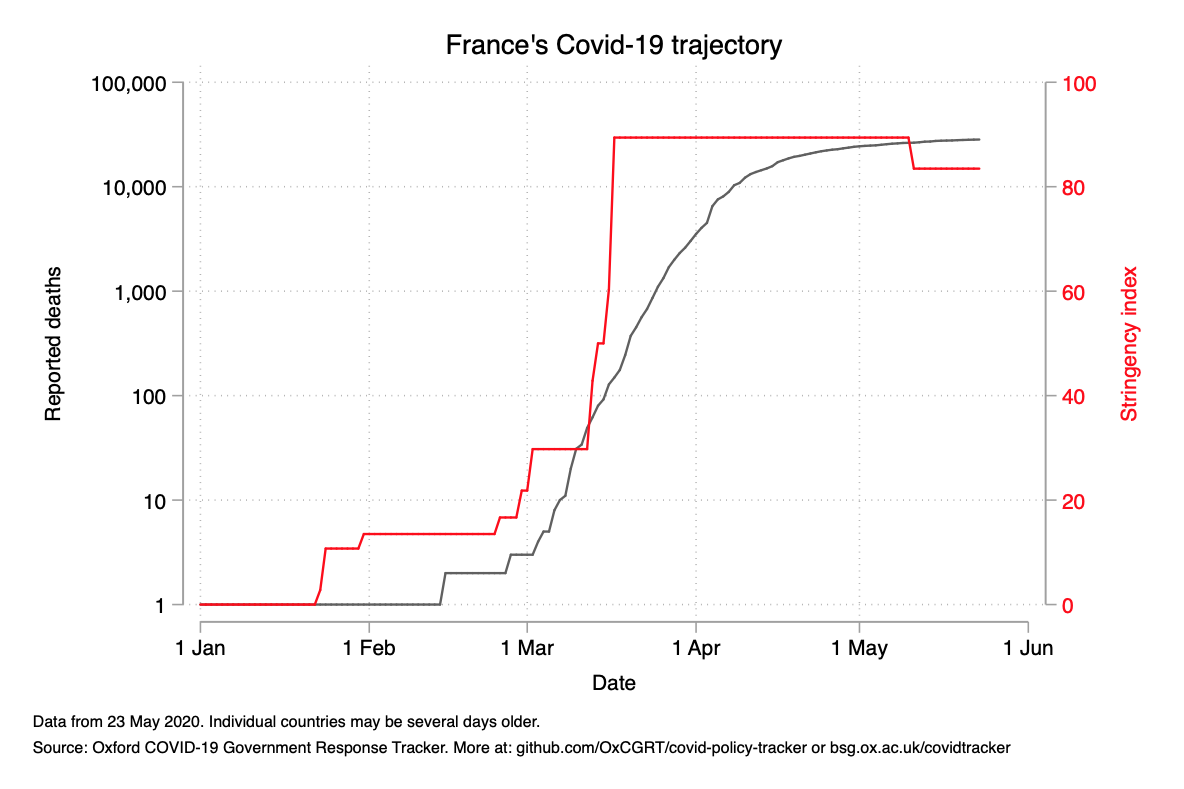 France's Covid-19 trajectory
100,000
10,000
1,000
100
10
1
Reported deaths
100
80
60
40
20
0
Stringency index
1 Jan 1 Feb 1 Mar 1 Apr 1 May 1 Jun
Date
Data from 23 May 2020. Individual countries may be several days older.
Source: Oxford COVID-19 Government Response Tracker. More at: github.com/OxCGRT/covid-policy-tracker or bsg.ox.ac.uk/covidtracker